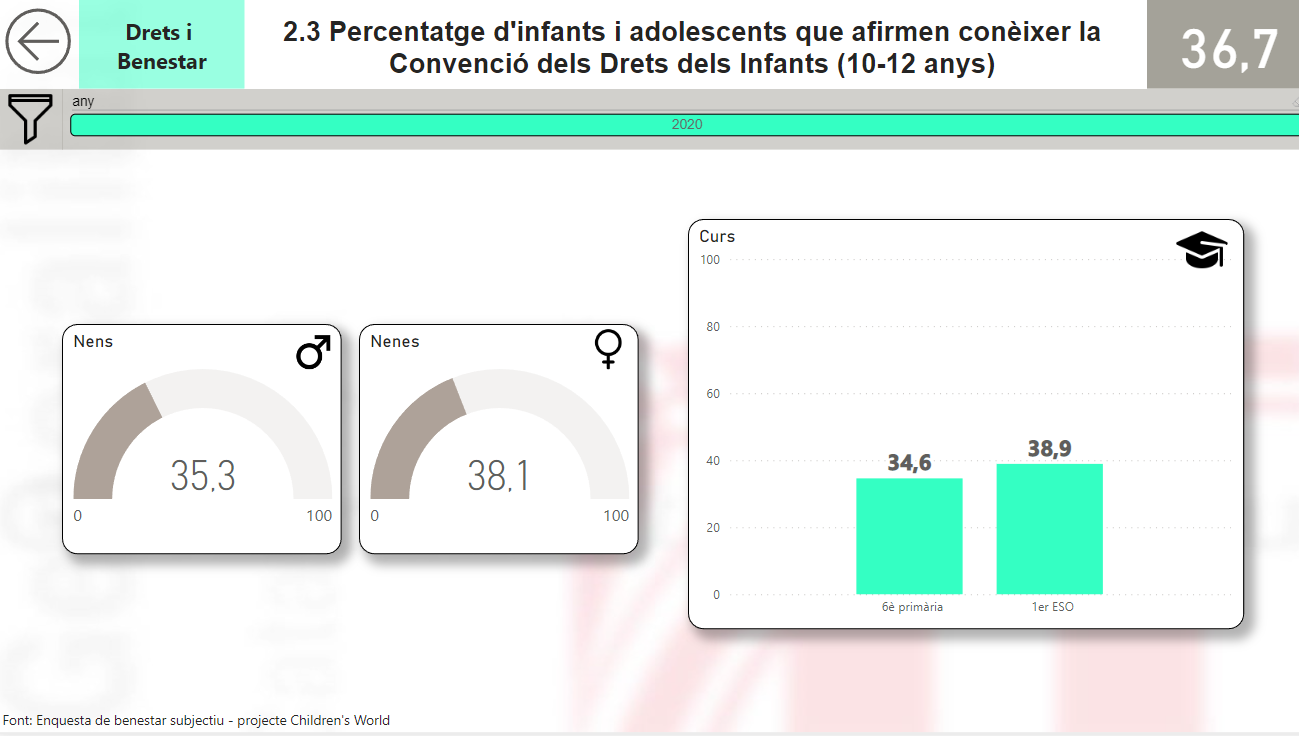 Drets i
Benestar
2.3 Percentatge d'infants i adolescents que afirmen conèixer la
Convenció dels Drets dels Infants (10-12 anys)
36,7
any
2020
Nens
35,3
0
100
Nenes
38,1
0
100
Curs
100
80
60
40
20
0
34,6
38,9
6è primària
1er ESO
Font: Enquesta de benestar subjectiu - projecte Children's World